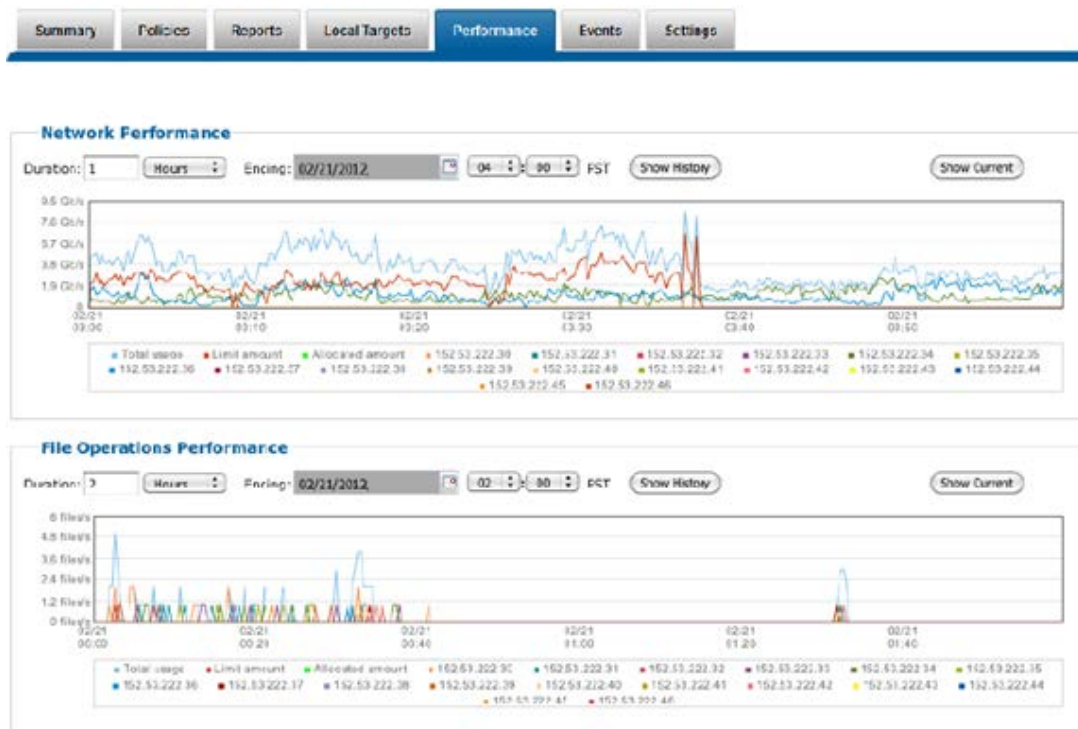 Summary Policies Reports Local Targets Performance Events Settings
Network Performance
Duration: 1 Hours Ending: 02/21/2012 04 : 00 PST Show History Show Current
9.5 Gb/s
7.6 Gb/s
5.7 Gb/s
3.8 Gb/s
1.9 Gb/s
0
02/21 02/21 02/21 02/21 02/21 02/21
03:00 03:10 03:20 03:30 03:40 03:50
Total usage Limit amount Allocated amount 152.53.222.30 152.53.222.31 152.53.222.32 152.53.222.33 152.53.222.34 152.53.222.35
152.53.222.36 152.53.222.37 152.53.222.38 152.53.222.39 152.53.222.40 152.53.222.41 152.53.222.42 152.53.222.43 152.53.222.44
152.53.222.45 152.53.222.46
File Operations Performance
Duration: 2 Hours Ending: 02/21/2012 02 : 00 PST Show History Show Current
6 files/s
4.8 files/s
3.6 files/s
2.4 files/s
1.2 files/s
0 files/s
02/21 02/21 02/21 02/21 02/21 02/21
00:00 00:20 00:40 01:00 01:20 01:40
Total usage Limit amount Allocated amount 152.53.222.30 152.53.222.31 152.53.222.32 152.53.222.33 152.53.222.34 152.53.222.35
152.53.222.36 152.53.222.37 152.53.222.38 152.53.222.39 152.53.222.40 152.53.222.41 152.53.222.42 152.53.222.43 152.53.222.44
152.53.222.45 152.53.222.46